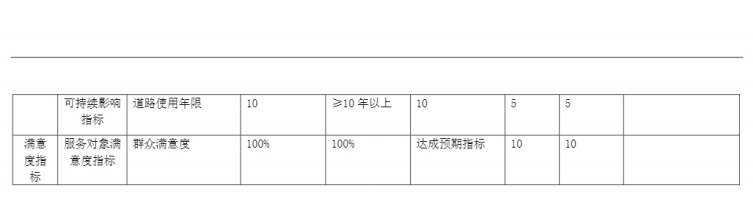 可持续影响 道路使用年限 10 ≥10 年以上 10 5 5
指标
满意 服务对象满 群众满意度 100% 100% 达成预期指标 10 10
度指 意度指标
标